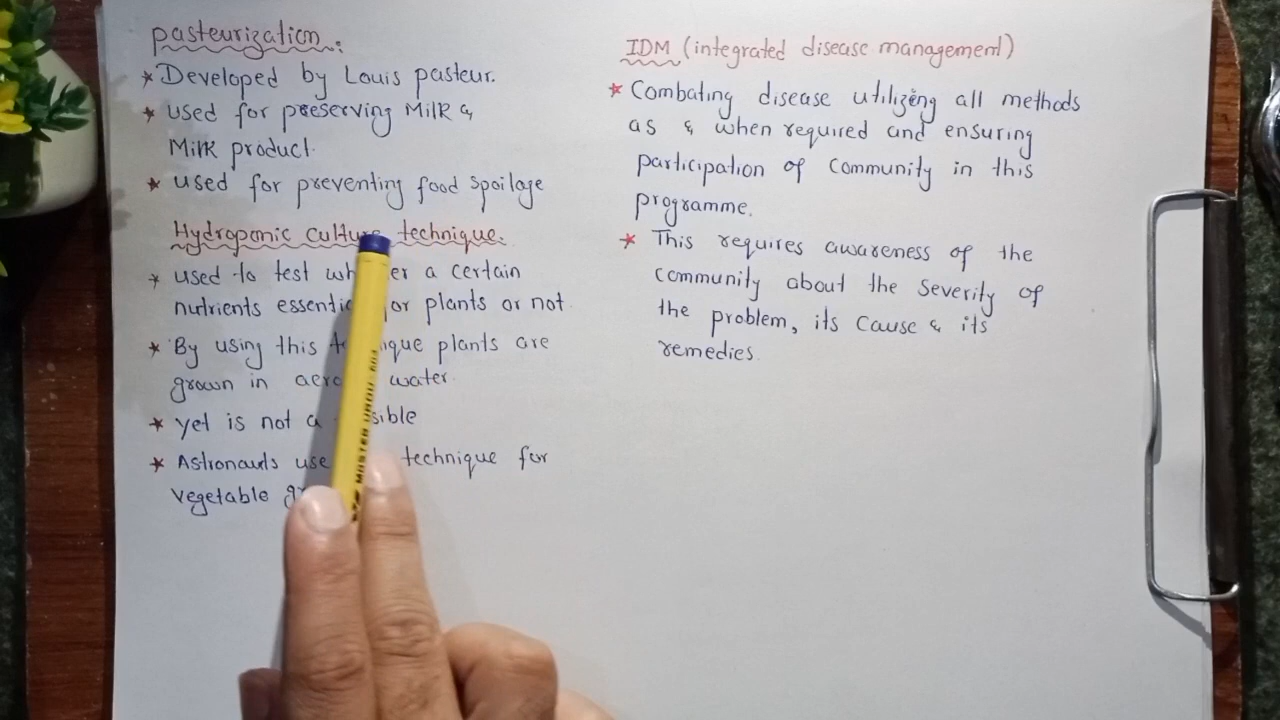 pasteurization:
* Developed by Louis pasteur.
* used for preserving Milk &
Milk product.
* used for preventing food spoilage
Hydroponic culture technique:
* used to test a certain
nutrients plants or not.
* By using this plants are
grown in water.
* yet is not
* Astronauts use technique for
vegetable
IDM (integrated disease management)
* Combating disease utilizing all methods
as & when required and ensuring
participation of community in this
programme.
* This requires awareness of the
community about the severity of
the problem, its cause & its
remedies.